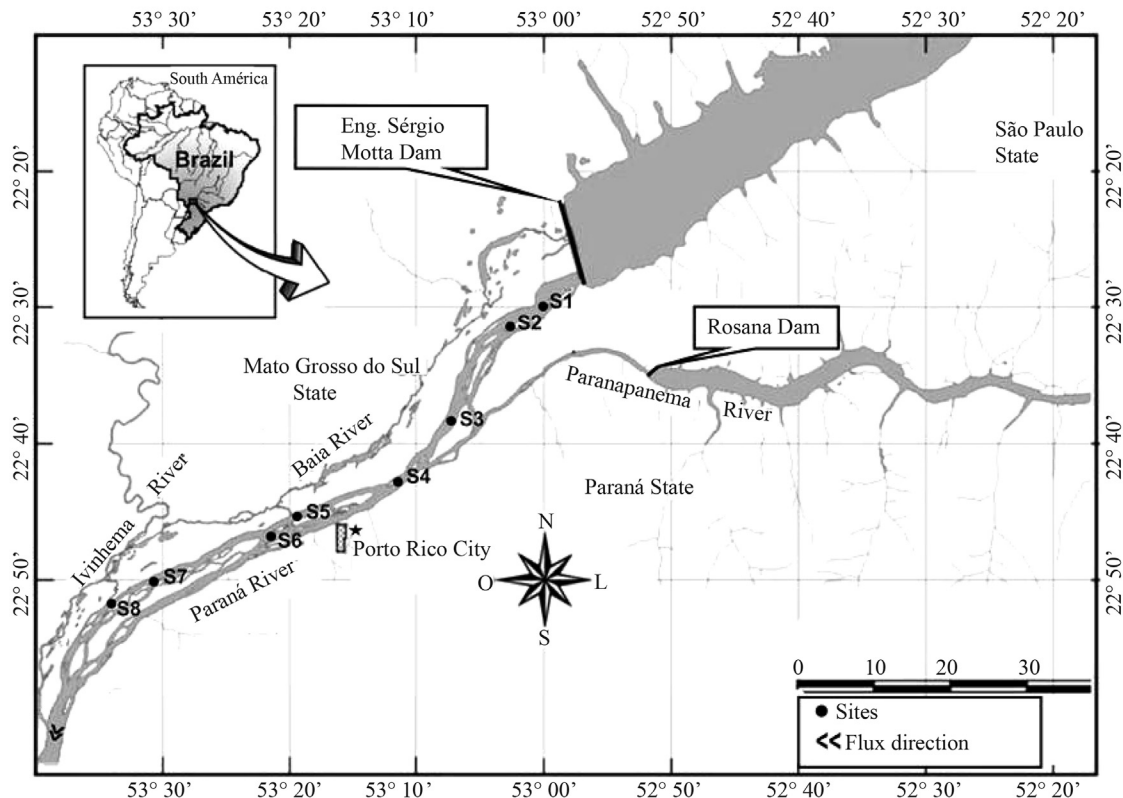 53° 30' 53° 20' 53° 10' 53° 00' 52° 50' 52° 40' 52° 30' 52° 20'
South América
Brazil
Eng. Sérgio
Motta Dam
São Paulo
State
22° 20'
22° 20'
S1
22° 30'
22° 30'
S2
Rosana Dam
Mato Grosso do Sul
State
Paranapanema
River
S3
Baia River
22° 40'
22° 40'
S4
River
Paraná State
S5
S6
Porto Rico City
Ivinhema
S7
Paraná River
S8
22° 50'
22° 50'
N
O
L
S
0 10 20 30
Sites
Flux direction
53° 30' 53° 20' 53° 10' 53° 00' 52° 50' 52° 40' 52° 30' 52° 20'